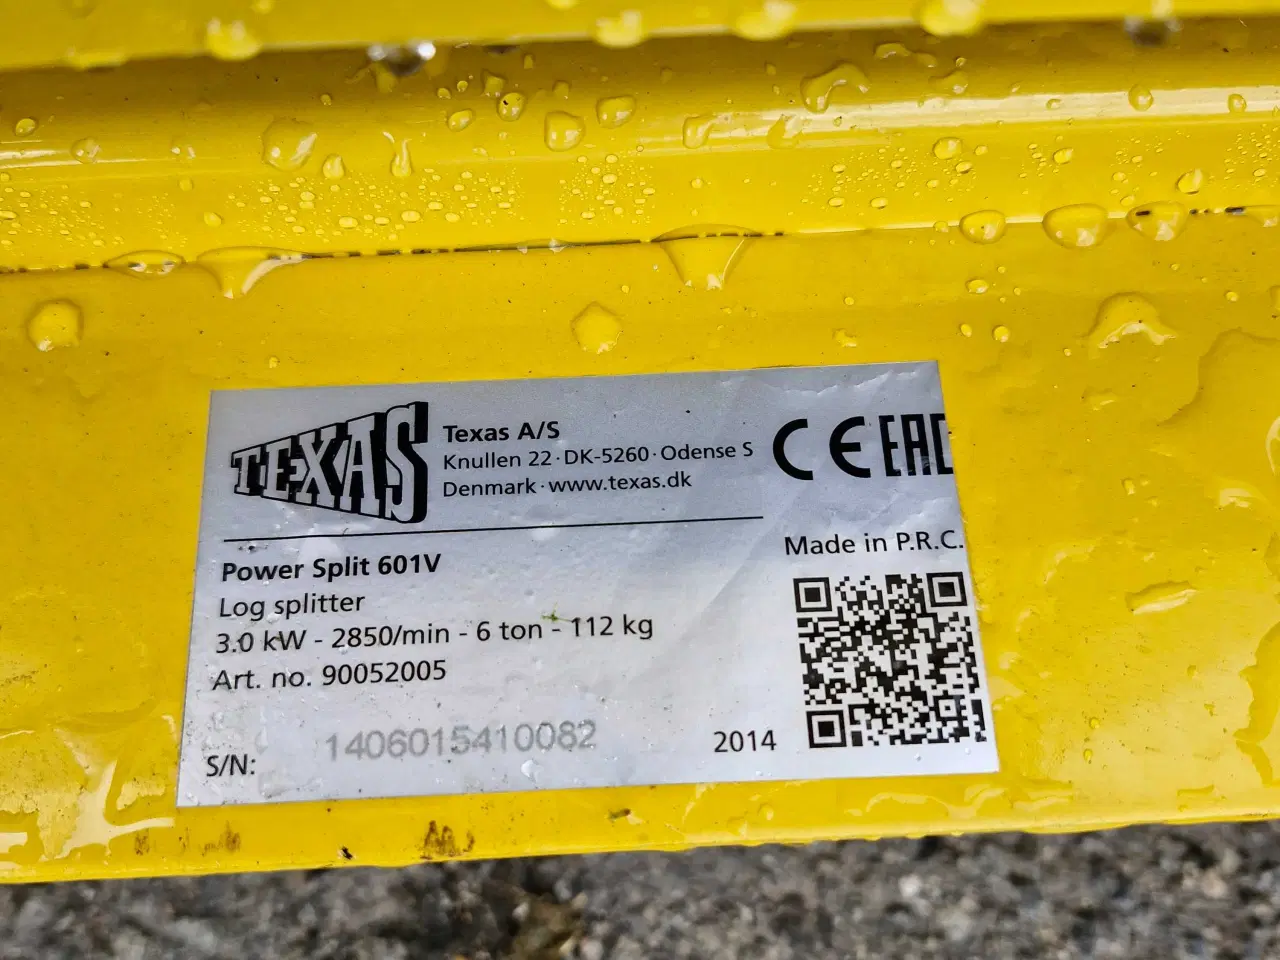 TEXAS
Texas A/S
Knullen 22·DK-5260·Odense S
Denmark·www.texas.dk
CE EAC
Made in P.R.C.
Power Split 601V
Log splitter
3.0 kW - 2850/min - 6 ton - 112 kg
Art. no. 90052005
S/N: 1406015410082
2014